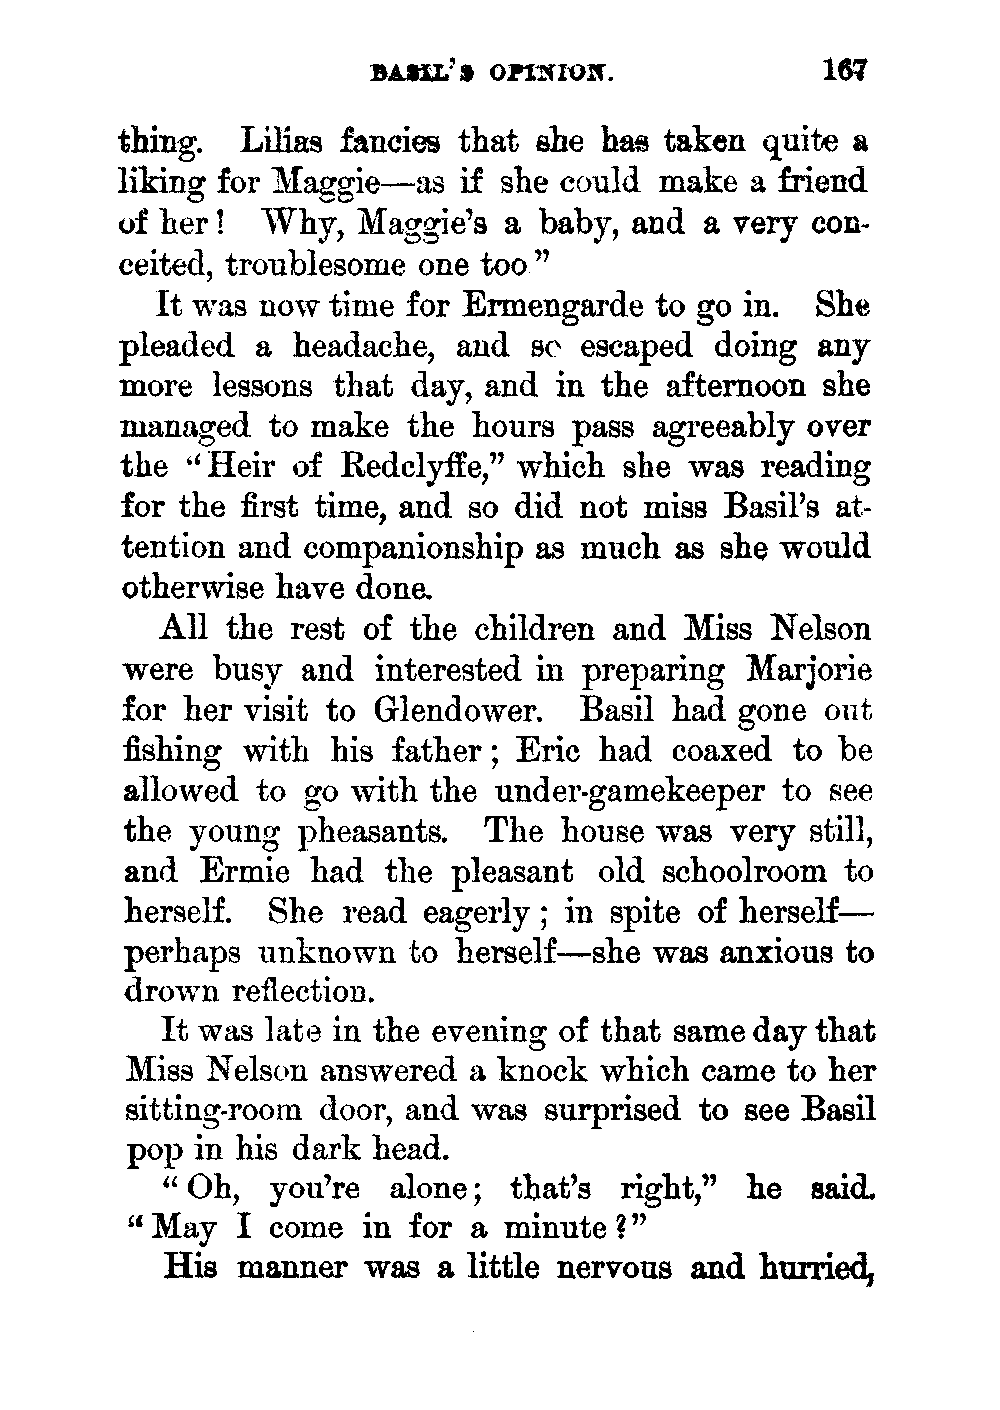 BASIL'S OPINION. 167
thing. Lilias fancies that she has taken quite a
liking for Maggie—as if she could make a friend
of her! Why, Maggie's a baby, and a very con-
ceited, troublesome one too"
It was now time for Ermengarde to go in. She
pleaded a headache, and so escaped doing any
more lessons that day, and in the afternoon she
managed to make the hours pass agreeably over
the "Heir of Redclyffe," which she was reading
for the first time, and so did not miss Basil's at-
tention and companionship as much as she would
otherwise have done.
All the rest of the children and Miss Nelson
were busy and interested in preparing Marjorie
for her visit to Glendower. Basil had gone out
fishing with his father; Eric had coaxed to be
allowed to go with the under-gamekeeper to see
the young pheasants. The house was very still,
and Ermie had the pleasant old schoolroom to
herself. She read eagerly; in spite of herself—
perhaps unknown to herself—she was anxious to
drown reflection.
It was late in the evening of that same day that
Miss Nelson answered a knock which came to her
sitting-room door, and was surprised to see Basil
pop in his dark head.
"Oh, you're alone; that's right," he said.
"May I come in for a minute?"
His manner was a little nervous and hurried,